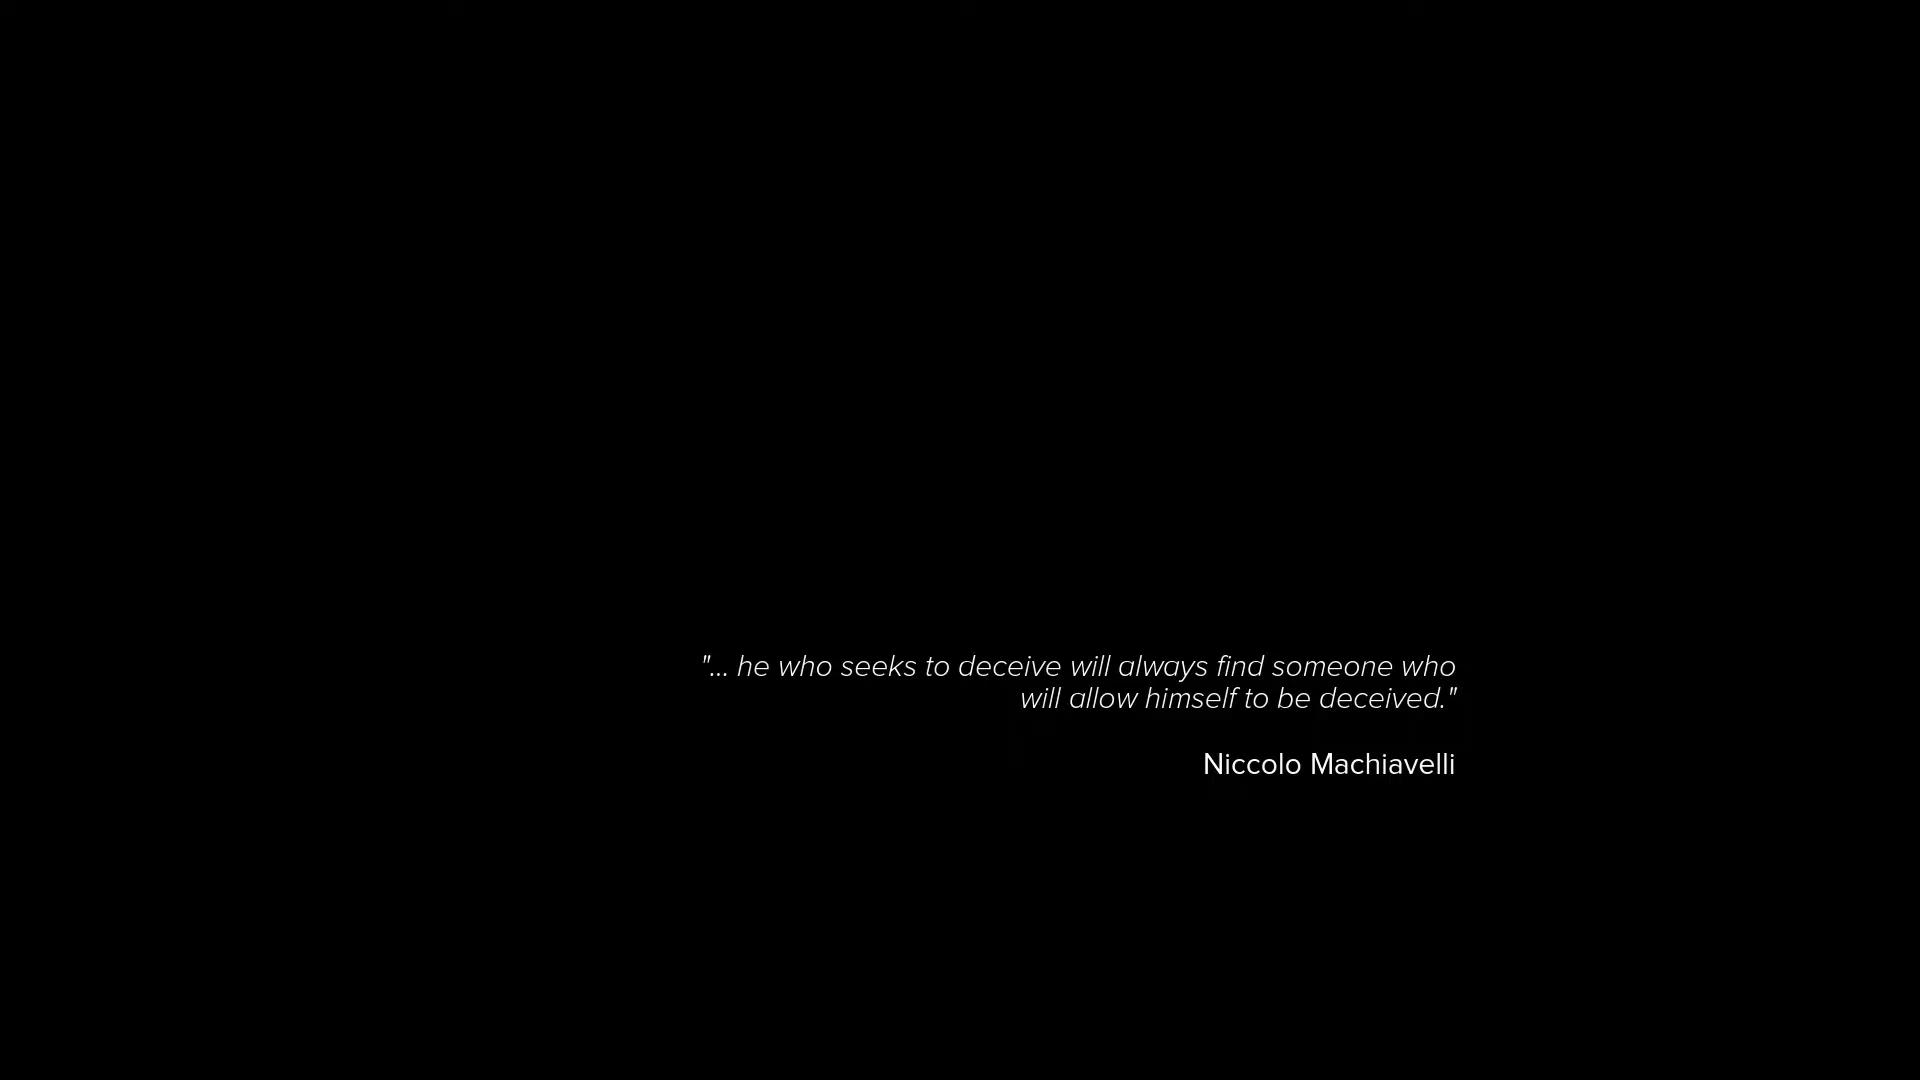 "... he who seeks to deceive will always find someone who
will allow himself to be deceived."
Niccolo Machiavelli